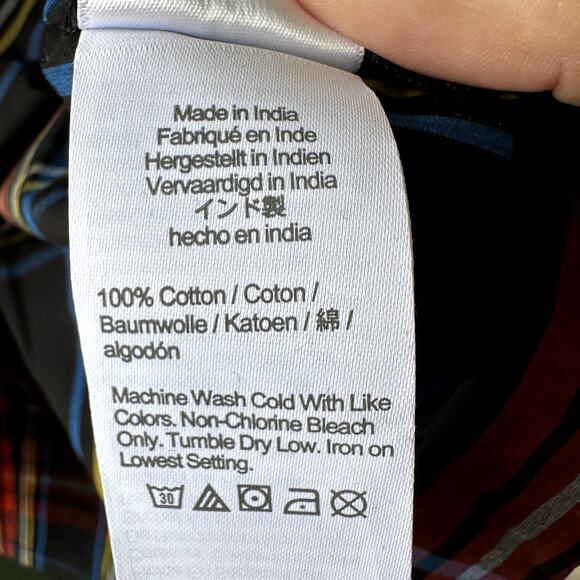 Made in India
Fabriqué en Inde
Hergestellt in Indien
Vervaardigd in India
インド製
hecho en india
100% Cotton / Coton /
Baumwolle / Katoen / 綿 /
algodón
Machine Wash Cold With Like
Colors. Non-Chlorine Bleach
Only. Tumble Dry Low. Iron on
Lowest Setting.
30